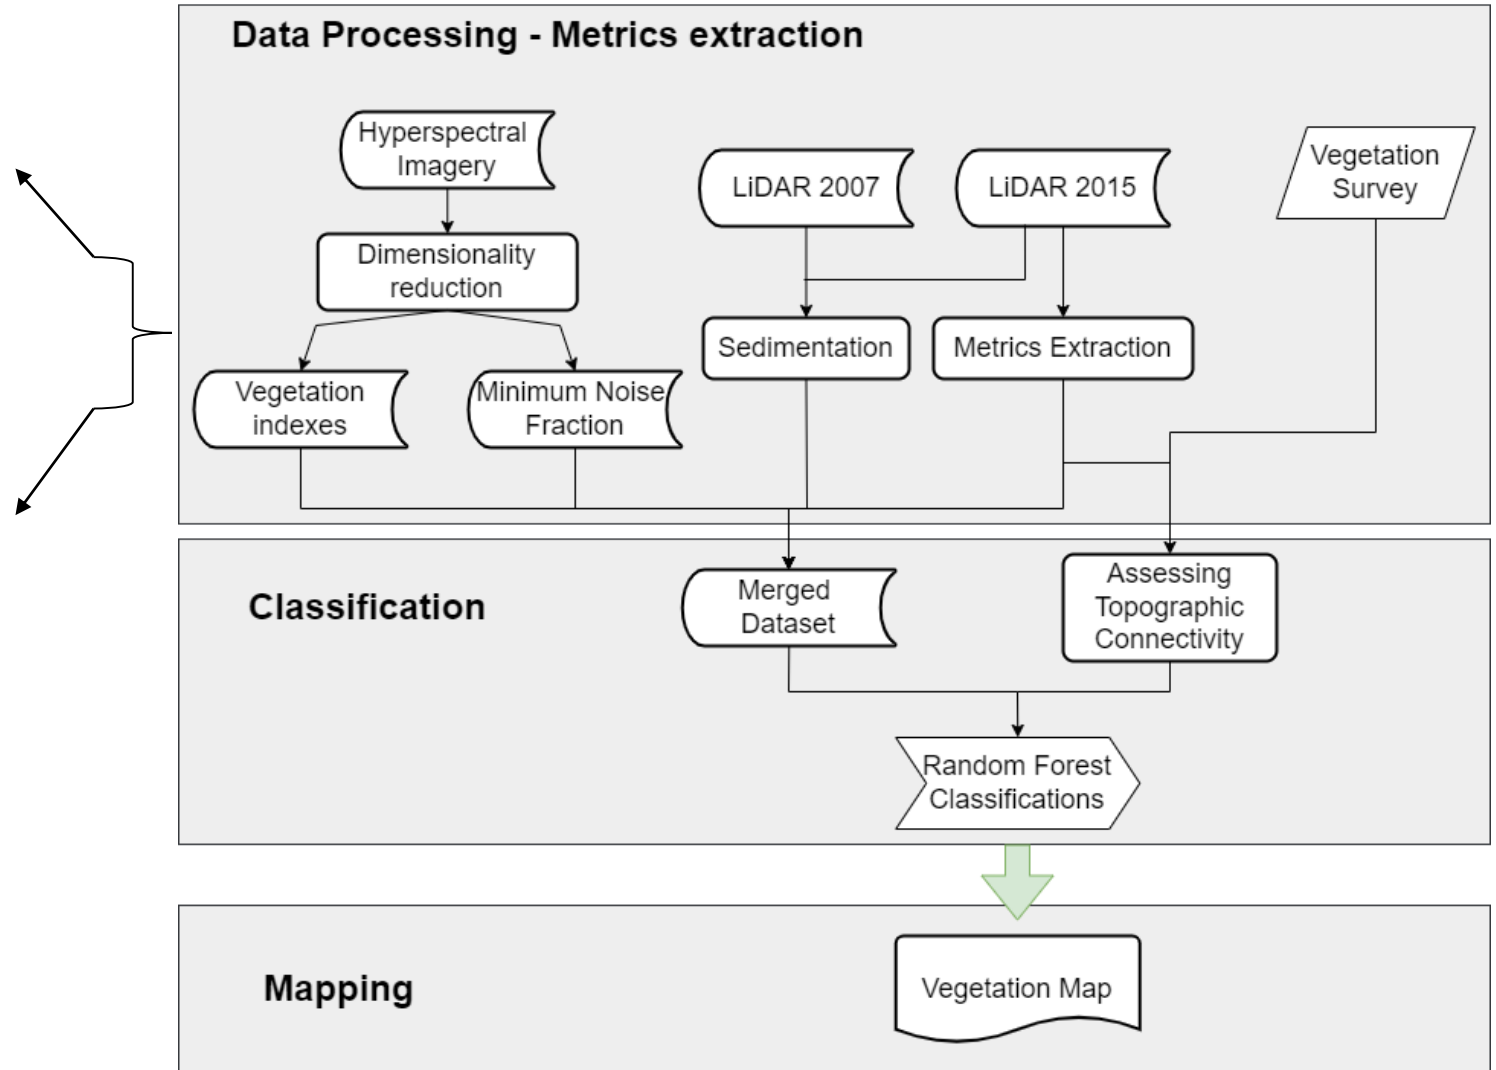 Data Processing - Metrics extraction
Hyperspectral
Imagery
LiDAR 2007
LiDAR 2015
Vegetation
Survey
Dimensionality
reduction
Sedimentation
Metrics Extraction
Vegetation
indexes
Minimum Noise
Fraction
Classification
Merged
Dataset
Assessing
Topographic
Connectivity
Random Forest
Classifications
Mapping
Vegetation Map